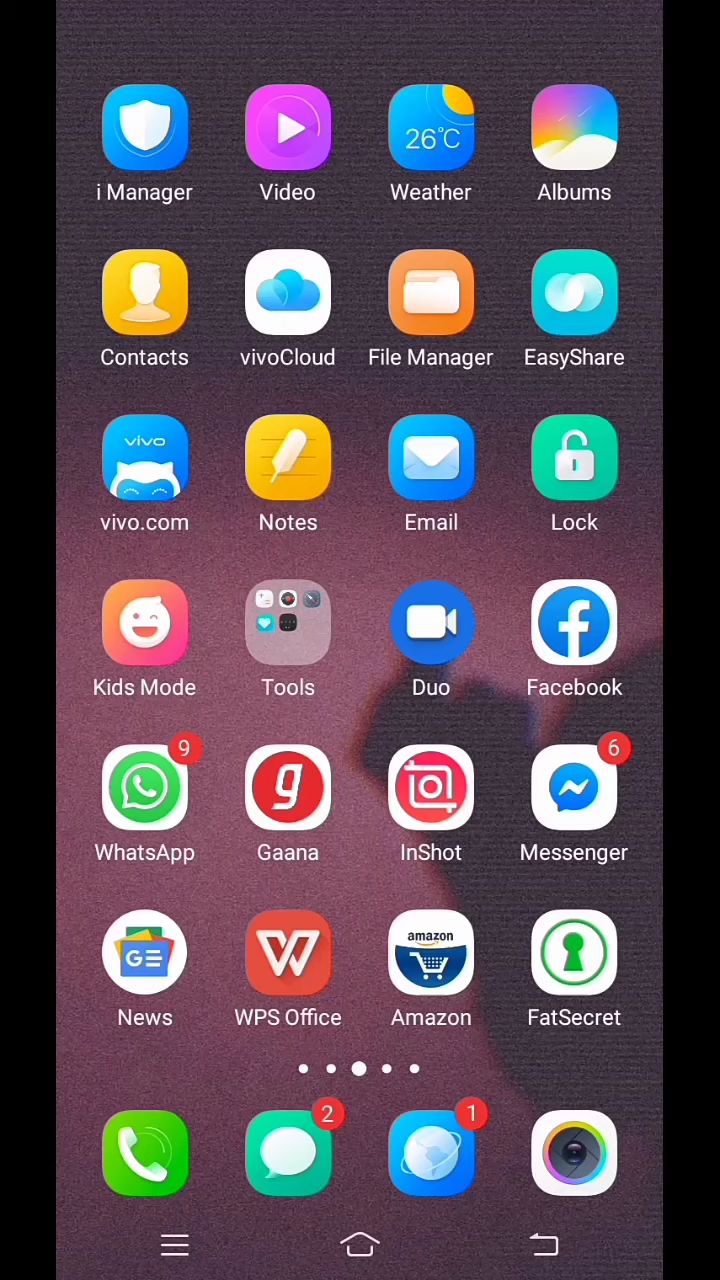 26°C
i Manager
Video
Weather
Albums
Contacts
vivoCloud
File Manager
EasyShare
vivo
vivo.com
Notes
Email
Lock
Kids Mode
Tools
Duo
Facebook
9
6
WhatsApp
Gaana
InShot
Messenger
amazon
News
WPS Office
Amazon
FatSecret
2
1